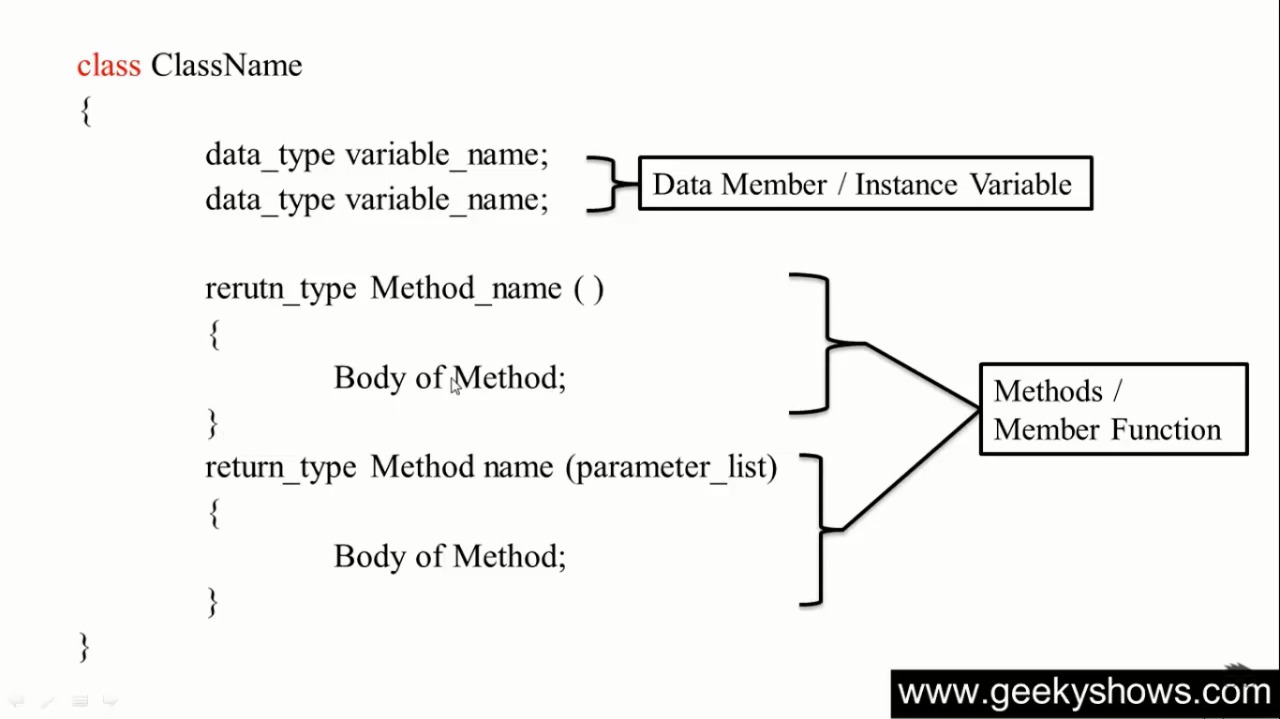 class ClassName
{
data_type variable_name;
data_type variable_name;
Data Member / Instance Variable
rerutn_type Method_name ( )
{
Body of Method;
}
return_type Method name (parameter_list)
{
Body of Method;
}
}
Methods /
Member Function
www.geekyshows.com